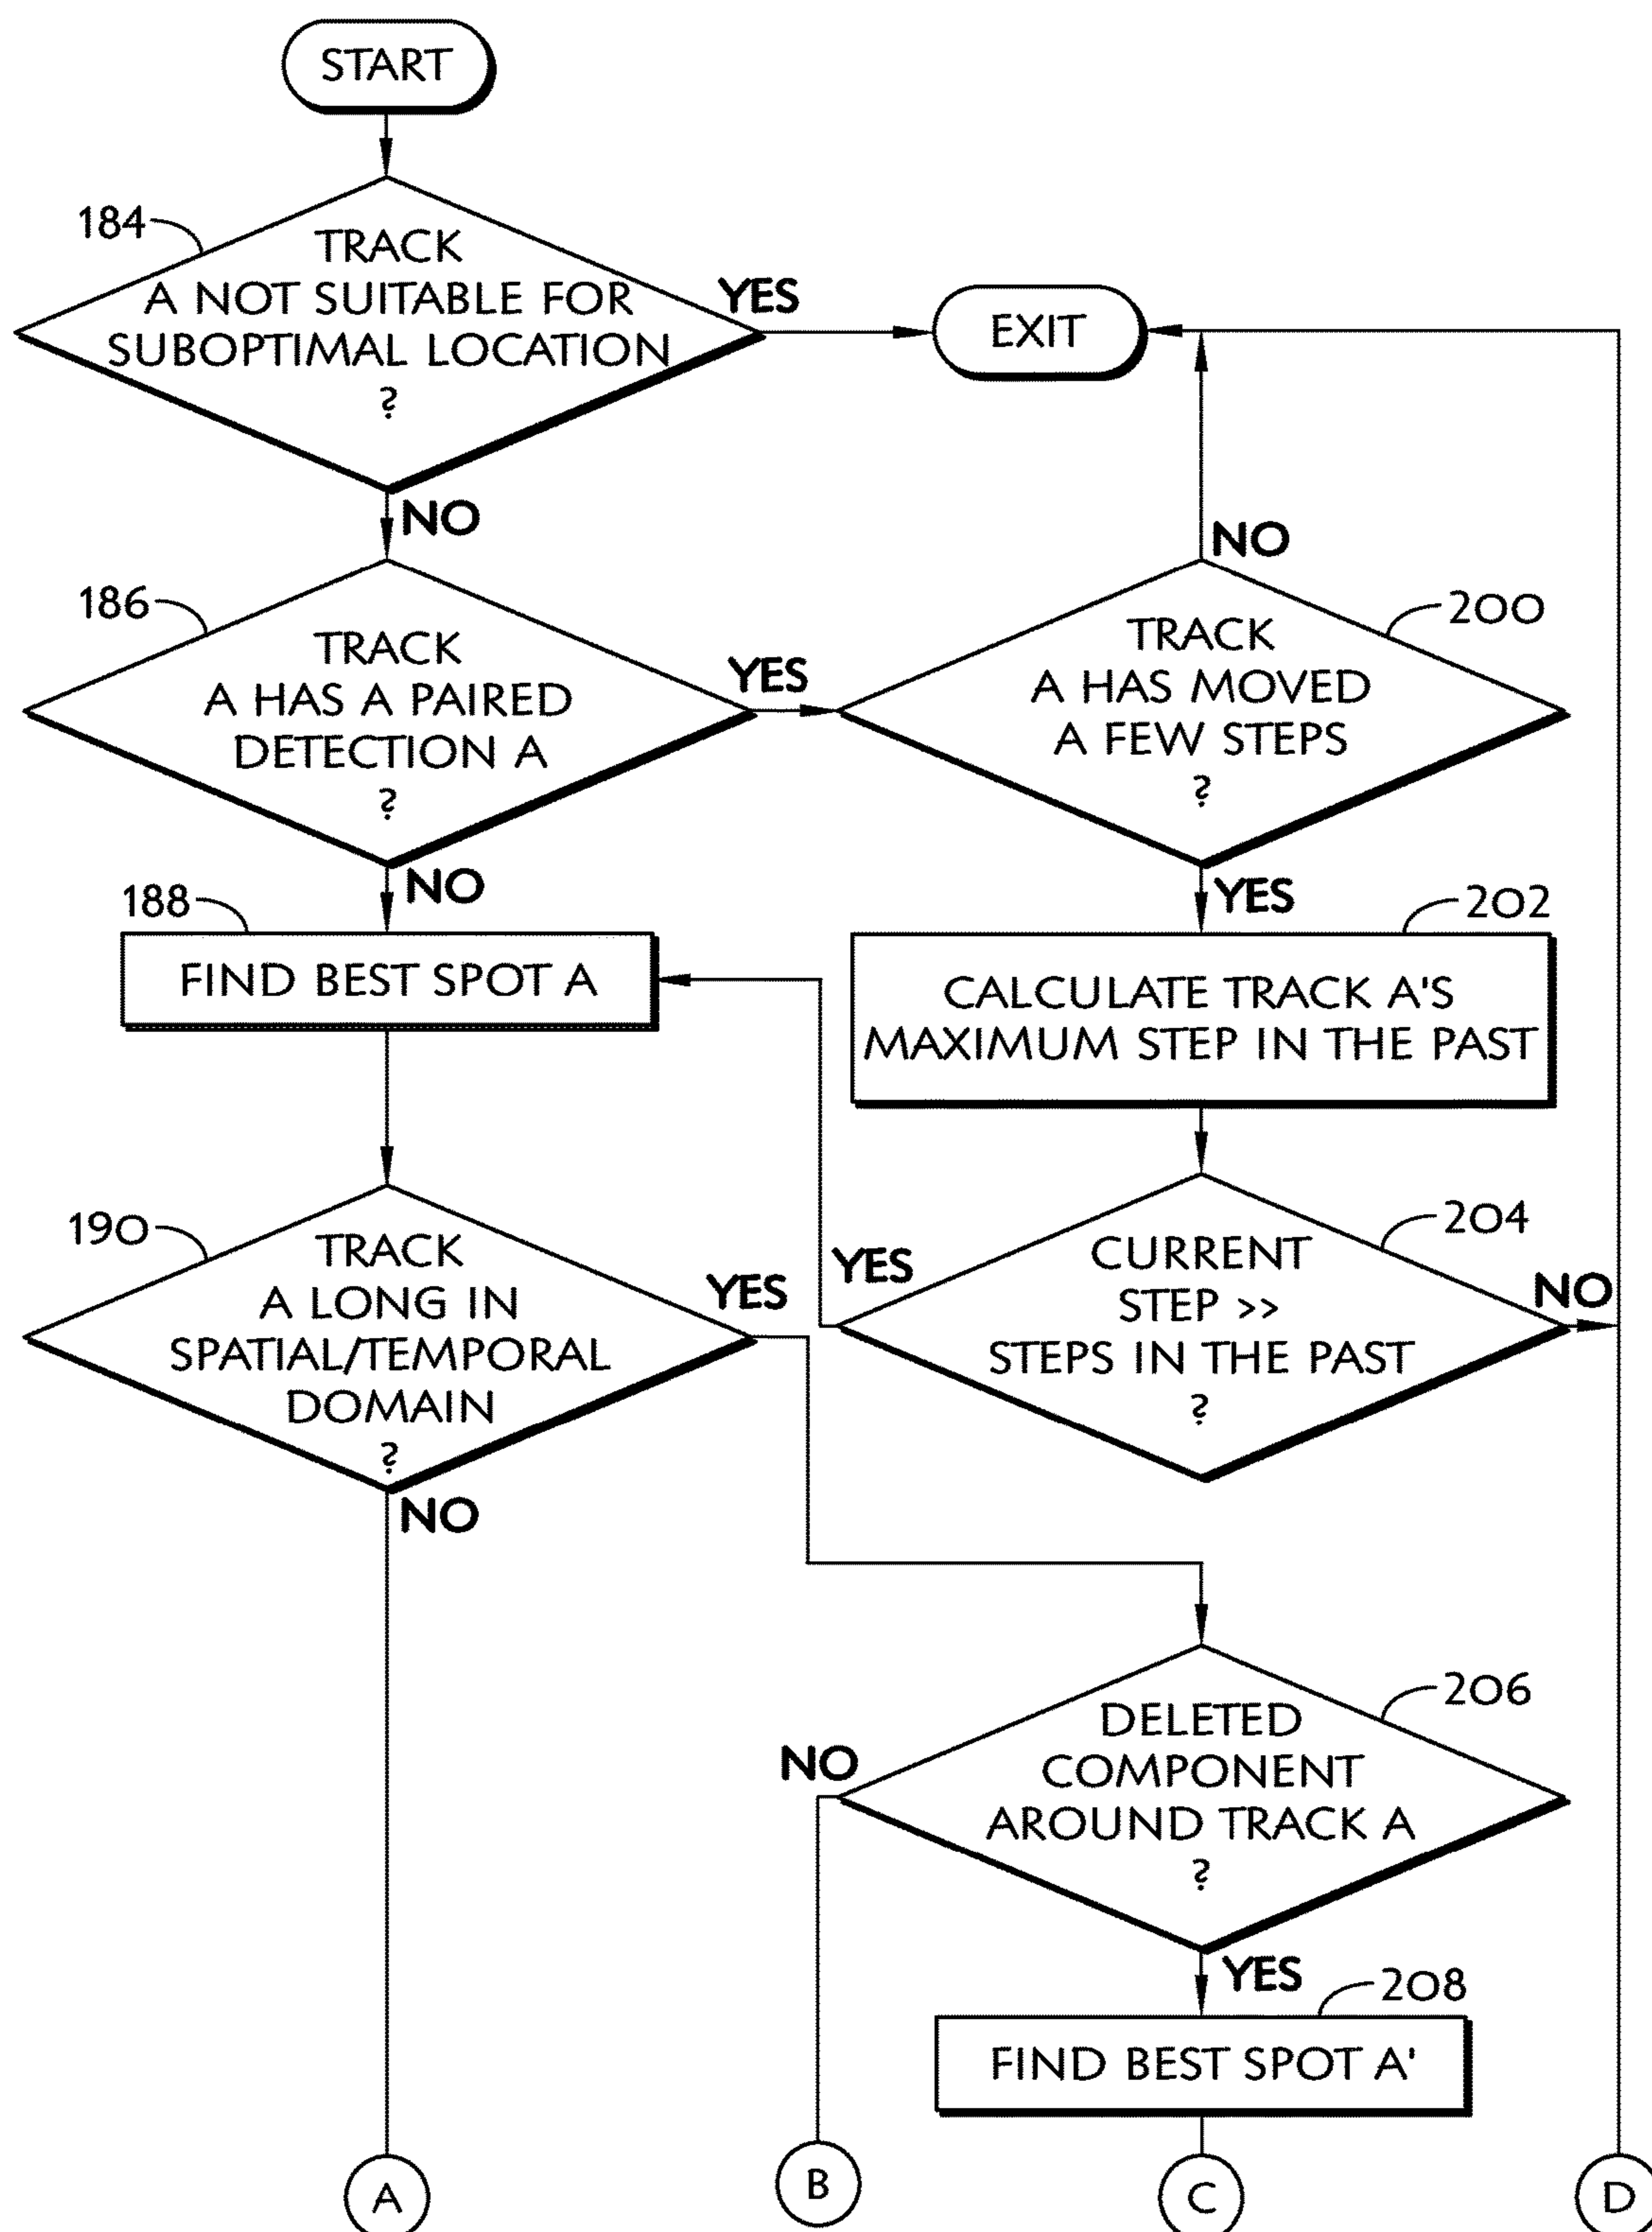 START
184
TRACK
A NOT SUITABLE FOR
SUBOPTIMAL LOCATION
?
YES
EXIT
NO
186
TRACK
A HAS A PAIRED
DETECTION A
?
YES
NO
200
TRACK
A HAS MOVED
A FEW STEPS
?
NO
YES
188
FIND BEST SPOT A
202
CALCULATE TRACK A'S
MAXIMUM STEP IN THE PAST
190
TRACK
A LONG IN
SPATIAL/TEMPORAL
DOMAIN
?
YES
NO
204
CURRENT
STEP >>
STEPS IN THE PAST
?
YES
NO
206
DELETED
COMPONENT
AROUND TRACK A
?
NO
YES
208
FIND BEST SPOT A'
A
B
C
D